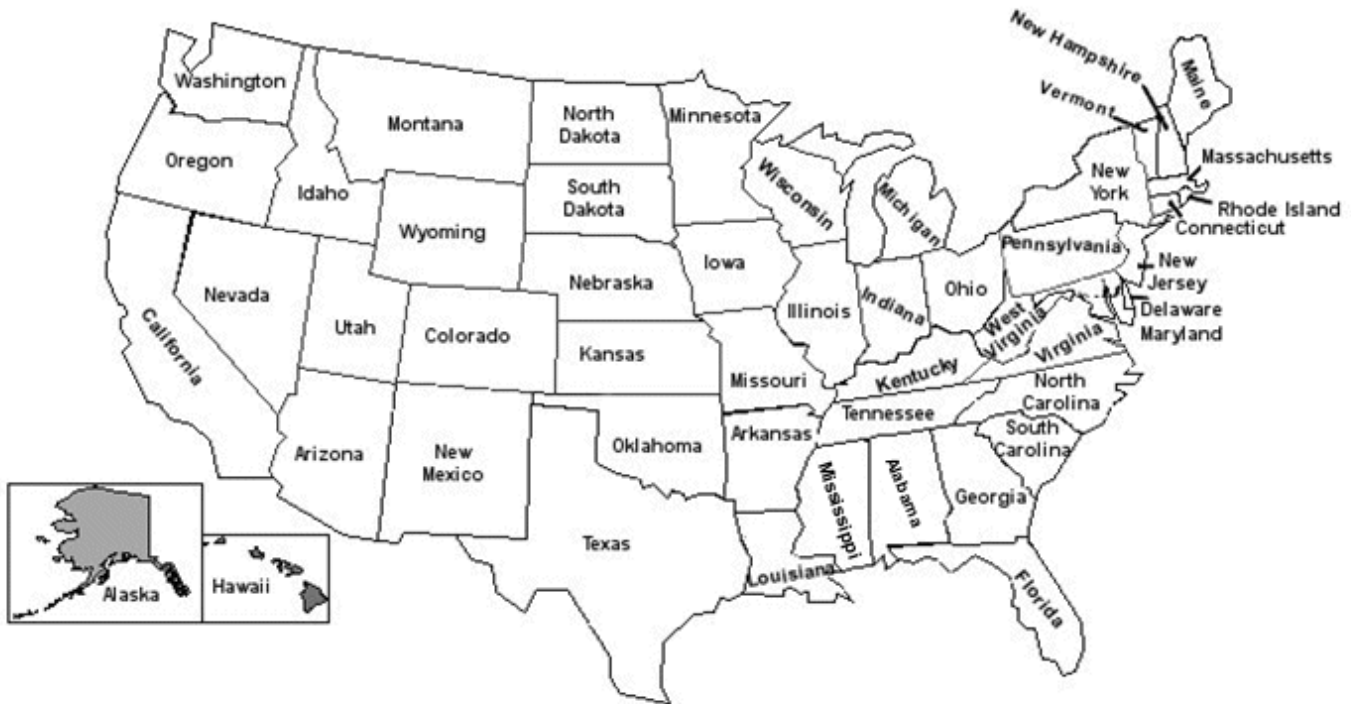 New Hampshire
Vermont
Maine
Washington
Montana
North
Dakota
Minnesota
Oregon
Idaho
Massachusetts
New
York
South
Dakota
Wisconsin
Michigan
Rhode Island
Connecticut
Wyoming
Pennsylvania
Iowa
Nebraska
Nevada
Ohio
New
Jersey
Utah
Colorado
Illinois
Indiana
West
Virginia
Virginia
Delaware
Maryland
California
Kansas
Missouri
Kentucky
North
Carolina
Tennessee
Arizona
New
Mexico
Oklahoma
Arkansas
South
Carolina
Mississippi
Alabama
Georgia
Texas
Louisiana
Florida
Alaska
Hawaii